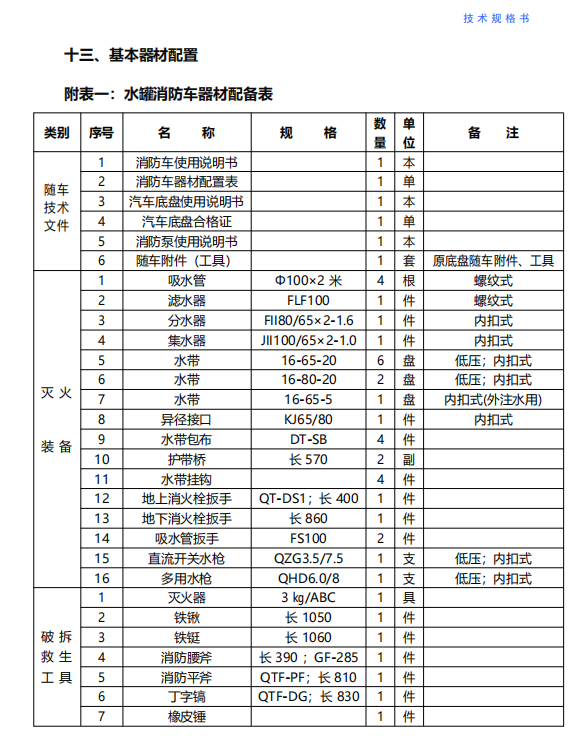 技术规格书
十三、基本器材配置
附表一：水罐消防车器材配备表
类别 序号 名 称 规 格 数量 单位 备 注
随车技术文件
1 消防车使用说明书 1 本
2 消防车器材配置表 1 单
3 汽车底盘使用说明书 1 本
4 汽车底盘合格证 1 单
5 消防泵使用说明书 1 本
6 随车附件（工具） 1 套 原底盘随车附件、工具
灭火装备
1 吸水管 Φ100×2 米 4 根 螺纹式
2 滤水器 FLF100 1 件 螺纹式
3 分水器 FII80/65×2-1.6 1 件 内扣式
4 集水器 JII100/65×2-1.0 1 件 内扣式
5 水带 16-65-20 6 盘 低压；内扣式
6 水带 16-80-20 2 盘 低压；内扣式
7 水带 16-65-5 1 盘 内扣式(外注水用)
8 异径接口 KJ65/80 1 件 内扣式
9 水带包布 DT-SB 4 件
10 护带桥 长 570 2 副
11 水带挂钩 4 件
12 地上消火栓扳手 QT-DS1；长 400 1 件
13 地下消火栓扳手 长 860 1 件
14 吸水管扳手 FS100 2 件
15 直流开关水枪 QZG3.5/7.5 1 支 低压；内扣式
16 多用水枪 QHD6.0/8 1 支 低压；内扣式
破拆救生工具
1 灭火器 3 ㎏/ABC 1 具
2 铁锹 长 1050 1 件
3 铁铤 长 1060 1 件
4 消防腰斧 长 390 ；GF-285 1 件
5 消防平斧 QTF-PF；长 810 1 件
6 丁字镐 QTF-DG；长 830 1 件
7 橡皮锤 1 件